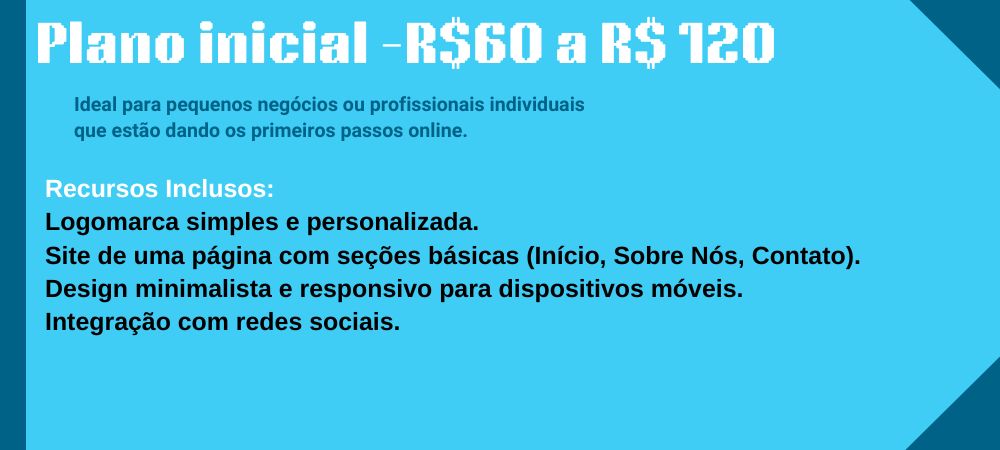 Plano inicial -R$60 a R$ 120
Ideal para pequenos negócios ou profissionais individuais
que estão dando os primeiros passos online.
Recursos Inclusos:
Logomarca simples e personalizada.
Site de uma página com seções básicas (Início, Sobre Nós, Contato).
Design minimalista e responsivo para dispositivos móveis.
Integração com redes sociais.